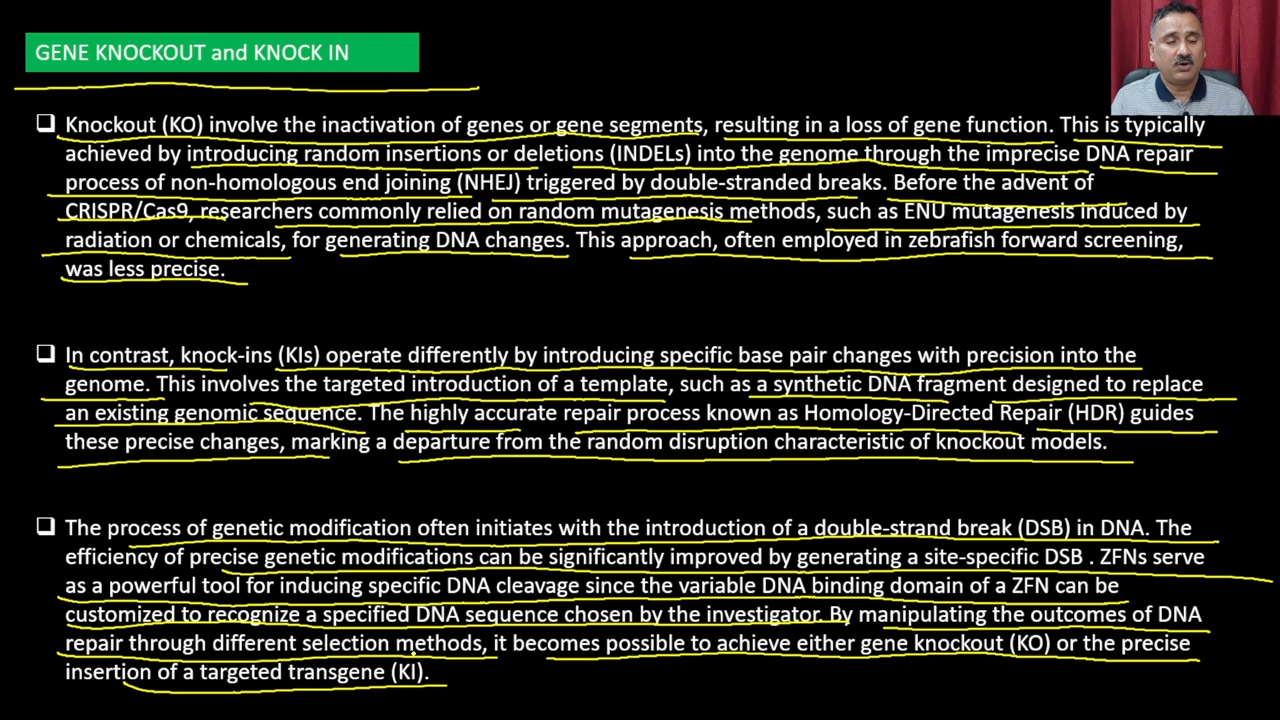 GENE KNOCKOUT and KNOCK IN
Knockout (KO) involve the inactivation of genes or gene segments, resulting in a loss of gene function. This is typically
achieved by introducing random insertions or deletions (INDELs) into the genome through the imprecise DNA repair
process of non-homologous end joining (NHEJ) triggered by double-stranded breaks. Before the advent of
CRISPR/Cas9, researchers commonly relied on random mutagenesis methods, such as ENU mutagenesis induced by
radiation or chemicals, for generating DNA changes. This approach, often employed in zebrafish forward screening,
was less precise.
In contrast, knock-ins (KIs) operate differently by introducing specific base pair changes with precision into the
genome. This involves the targeted introduction of a template, such as a synthetic DNA fragment designed to replace
an existing genomic sequence. The highly accurate repair process known as Homology-Directed Repair (HDR) guides
these precise changes, marking a departure from the random disruption characteristic of knockout models.
The process of genetic modification often initiates with the introduction of a double-strand break (DSB) in DNA. The
efficiency of precise genetic modifications can be significantly improved by generating a site-specific DSB . ZFNs serve
as a powerful tool for inducing specific DNA cleavage since the variable DNA binding domain of a ZFN can be
customized to recognize a specified DNA sequence chosen by the investigator. By manipulating the outcomes of DNA
repair through different selection methods, it becomes possible to achieve either gene knockout (KO) or the precise
insertion of a targeted transgene (KI).